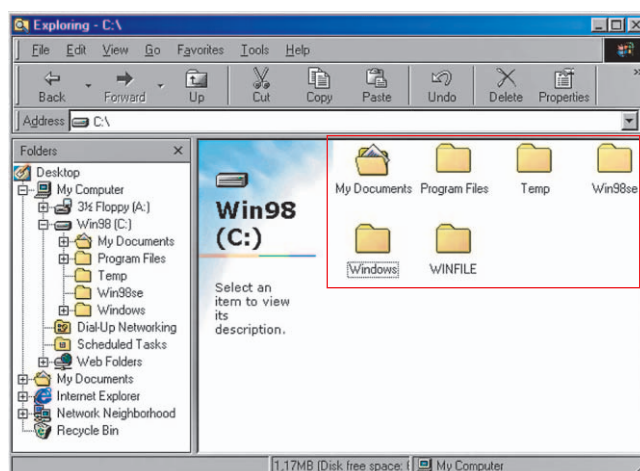 Exploring - C:\
File Edit View Go Favorites Tools Help
Back Forward Up Cut Copy Paste Undo Delete Properties »
Address C:\
Folders
Desktop
My Computer
3½ Floppy (A:)
Win98 (C:)
My Documents
Program Files
Temp
Win98se
Windows
Dial-Up Networking
Scheduled Tasks
Web Folders
My Documents
Internet Explorer
Network Neighborhood
Recycle Bin
Win98
(C:)
Select an
item to view
its
description.
My Documents Program Files Temp Win98se
Windows WINFILE
1,17MB (Disk free space: My Computer